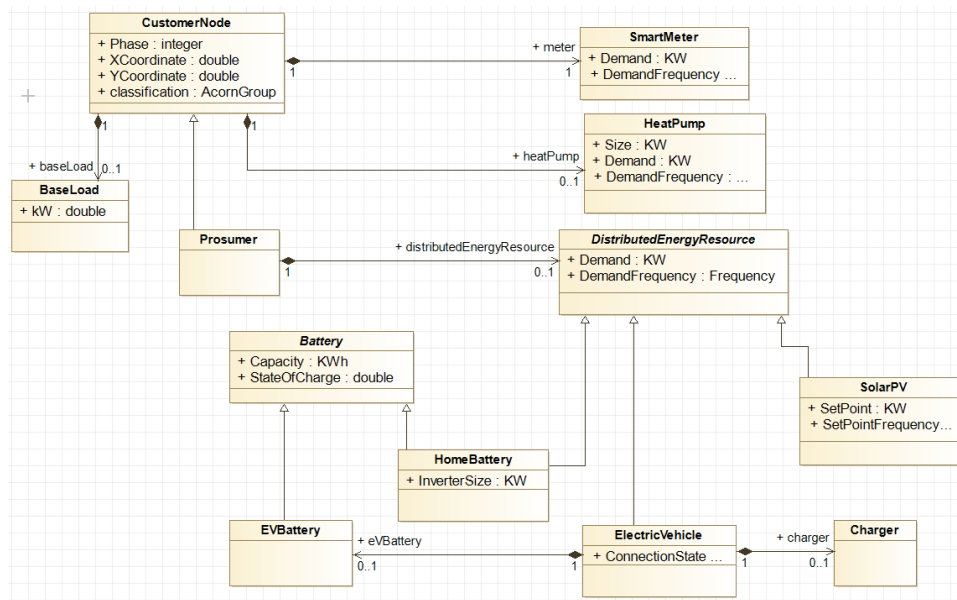 CustomerNode
+ Phase : integer
+ XCoordinate : double
+ YCoordinate : double
+ classification : AcornGroup
1
+ meter
1
SmartMeter
+ Demand : KW
+ DemandFrequency ...
1
1
HeatPump
+ Size : KW
+ Demand : KW
+ DemandFrequency : ...
+ heatPump
0..1
+ baseLoad
0..1
BaseLoad
+ kW : double
Prosumer
1
+ distributedEnergyResource
0..1
DistributedEnergyResource
+ Demand : KW
+ DemandFrequency : Frequency
Battery
+ Capacity : KWh
+ StateOfCharge : double
SolarPV
+ SetPoint : KW
+ SetPointFrequency...
HomeBattery
+ InverterSize : KW
EVBattery
+ eVBattery
0..1
1
ElectricVehicle
+ ConnectionState ...
1
+ charger
0..1
Charger